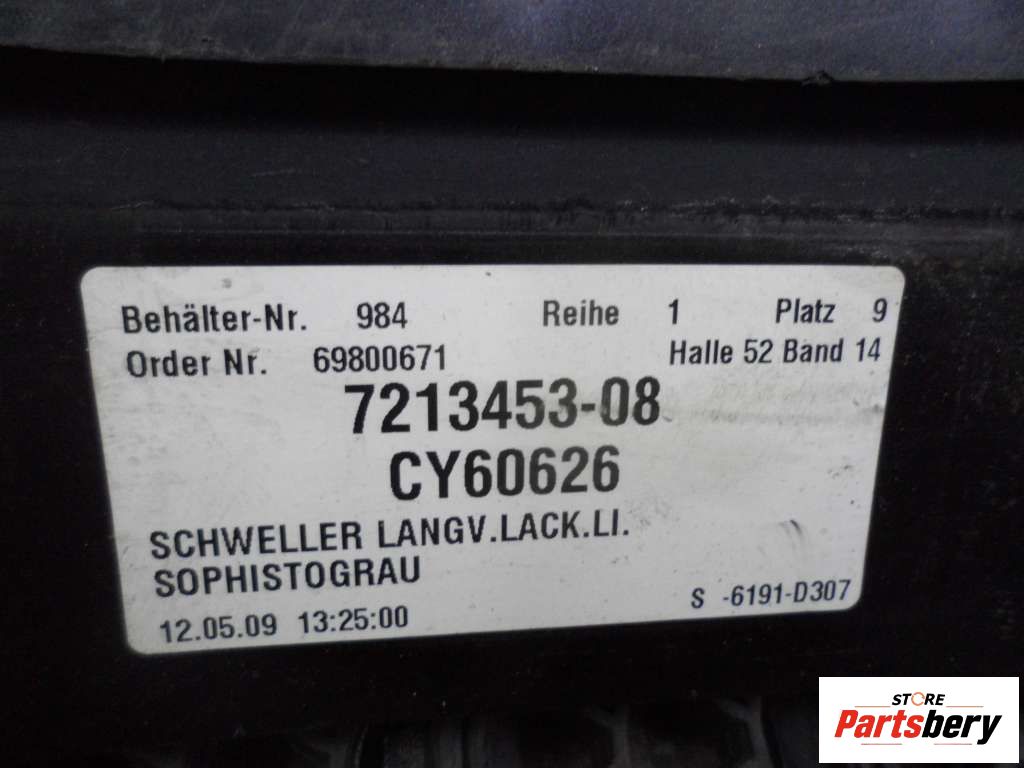 Behälter-Nr. 984 Reihe 1 Platz 9
Order Nr. 69800671 Halle 52 Band 14
7213453-08
CY60626
SCHWELLER LANGV.LACK.LI.
SOPHISTOGRAU
12.05.09 13:25:00 S -6191-D307
STORE
Partsbery